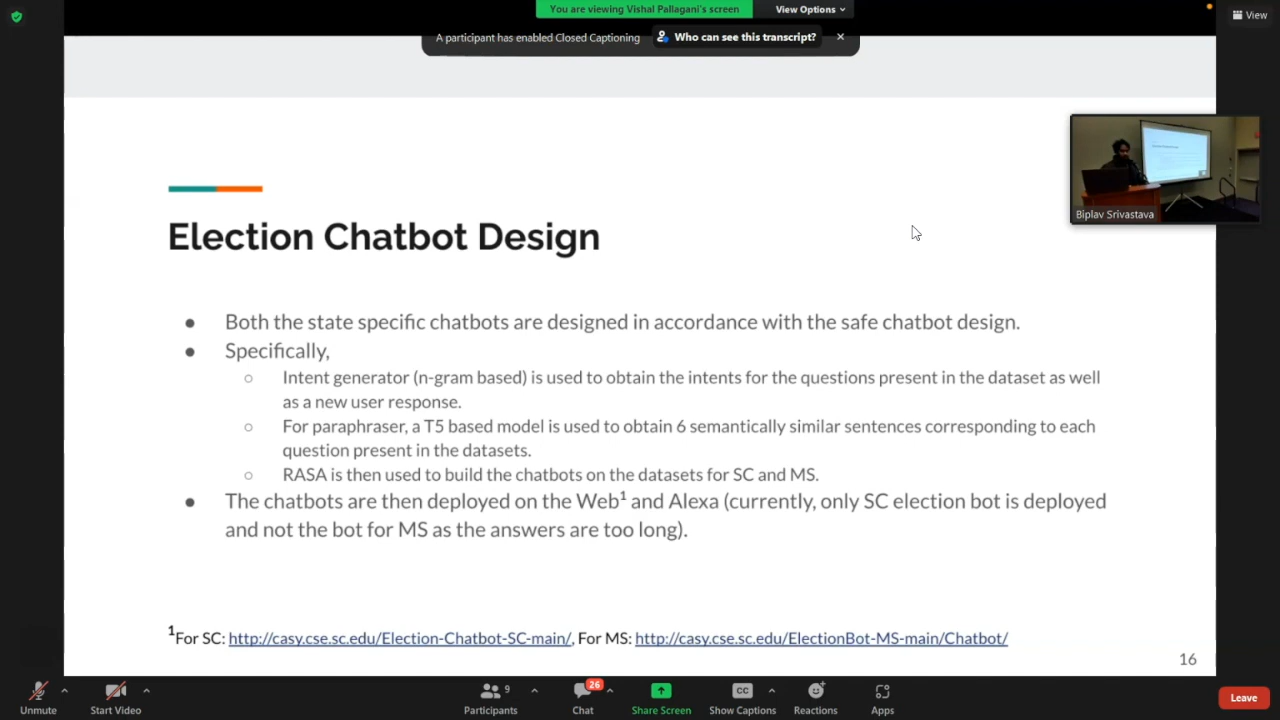 You are viewing Vishal Pallagani's screen
View Options
View
A participant has enabled Closed Captioning
Who can see this transcript?
Biplav Srivastava
Election Chatbot Design
Both the state specific chatbots are designed in accordance with the safe chatbot design.
Specifically,
Intent generator (n-gram based) is used to obtain the intents for the questions present in the dataset as well
as a new user response.
For paraphraser, a T5 based model is used to obtain 6 semantically similar sentences corresponding to each
question present in the datasets.
RASA is then used to build the chatbots on the datasets for SC and MS.
The chatbots are then deployed on the Web¹ and Alexa (currently, only SC election bot is deployed
and not the bot for MS as the answers are too long).
¹For SC: http://casy.cse.sc.edu/Election-Chatbot-SC-main/, For MS: http://casy.cse.sc.edu/ElectionBot-MS-main/Chatbot/
16
Unmute
Start Video
Participants
9
Chat
26
Share Screen
CC
Show Captions
Reactions
Apps
Leave